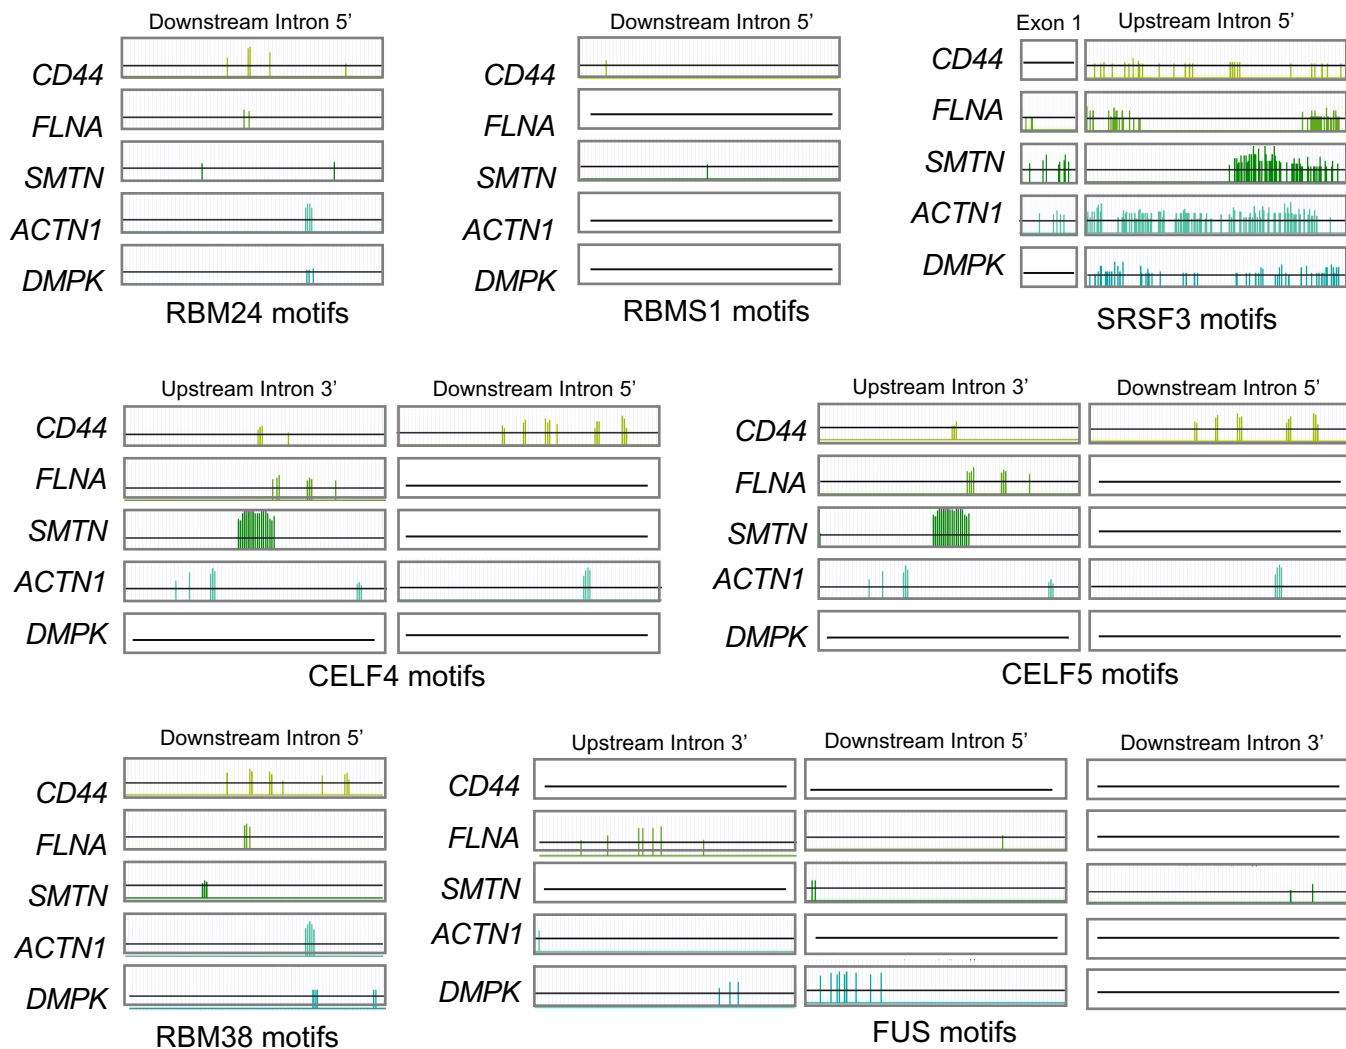 Downstream Intron 5’
CD44
FLNA
SMTN
ACTN1
DMPK
RBM24 motifs
Downstream Intron 5’
CD44
FLNA
SMTN
ACTN1
DMPK
RBMS1 motifs
Exon 1 Upstream Intron 5’
CD44
FLNA
SMTN
ACTN1
DMPK
SRSF3 motifs
Upstream Intron 3’ Downstream Intron 5’
CD44
FLNA
SMTN
ACTN1
DMPK
CELF4 motifs
Upstream Intron 3’ Downstream Intron 5’
CD44
FLNA
SMTN
ACTN1
DMPK
CELF5 motifs
Downstream Intron 5’
CD44
FLNA
SMTN
ACTN1
DMPK
RBM38 motifs
Upstream Intron 3’ Downstream Intron 5’ Downstream Intron 3’
CD44
FLNA
SMTN
ACTN1
DMPK
FUS motifs